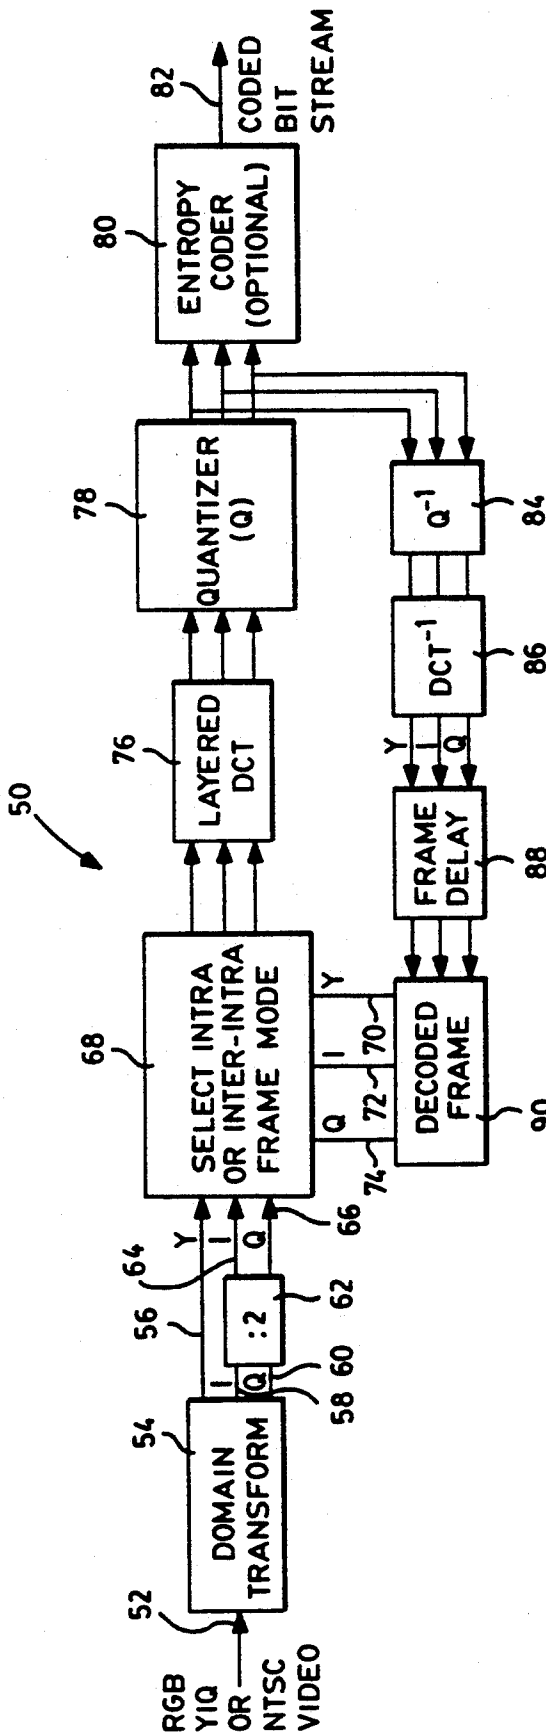 50
RGB
YIQ
OR
NTSC
VIDEO
52
54
DOMAIN
TRANSFORM
56
I
Q
58
60
:2
62
64
Y
I
Q
66
68
SELECT INTRA
OR INTER-INTRA
FRAME MODE
76
LAYERED
DCT
78
QUANTIZER
(Q)
80
ENTROPY
CODER
(OPTIONAL)
82
CODED
BIT
STREAM
Q
I
Y
74
72
70
DECODED
FRAME
90
FRAME
DELAY
88
Y
I
Q
DCT-1
86
Q-1
84